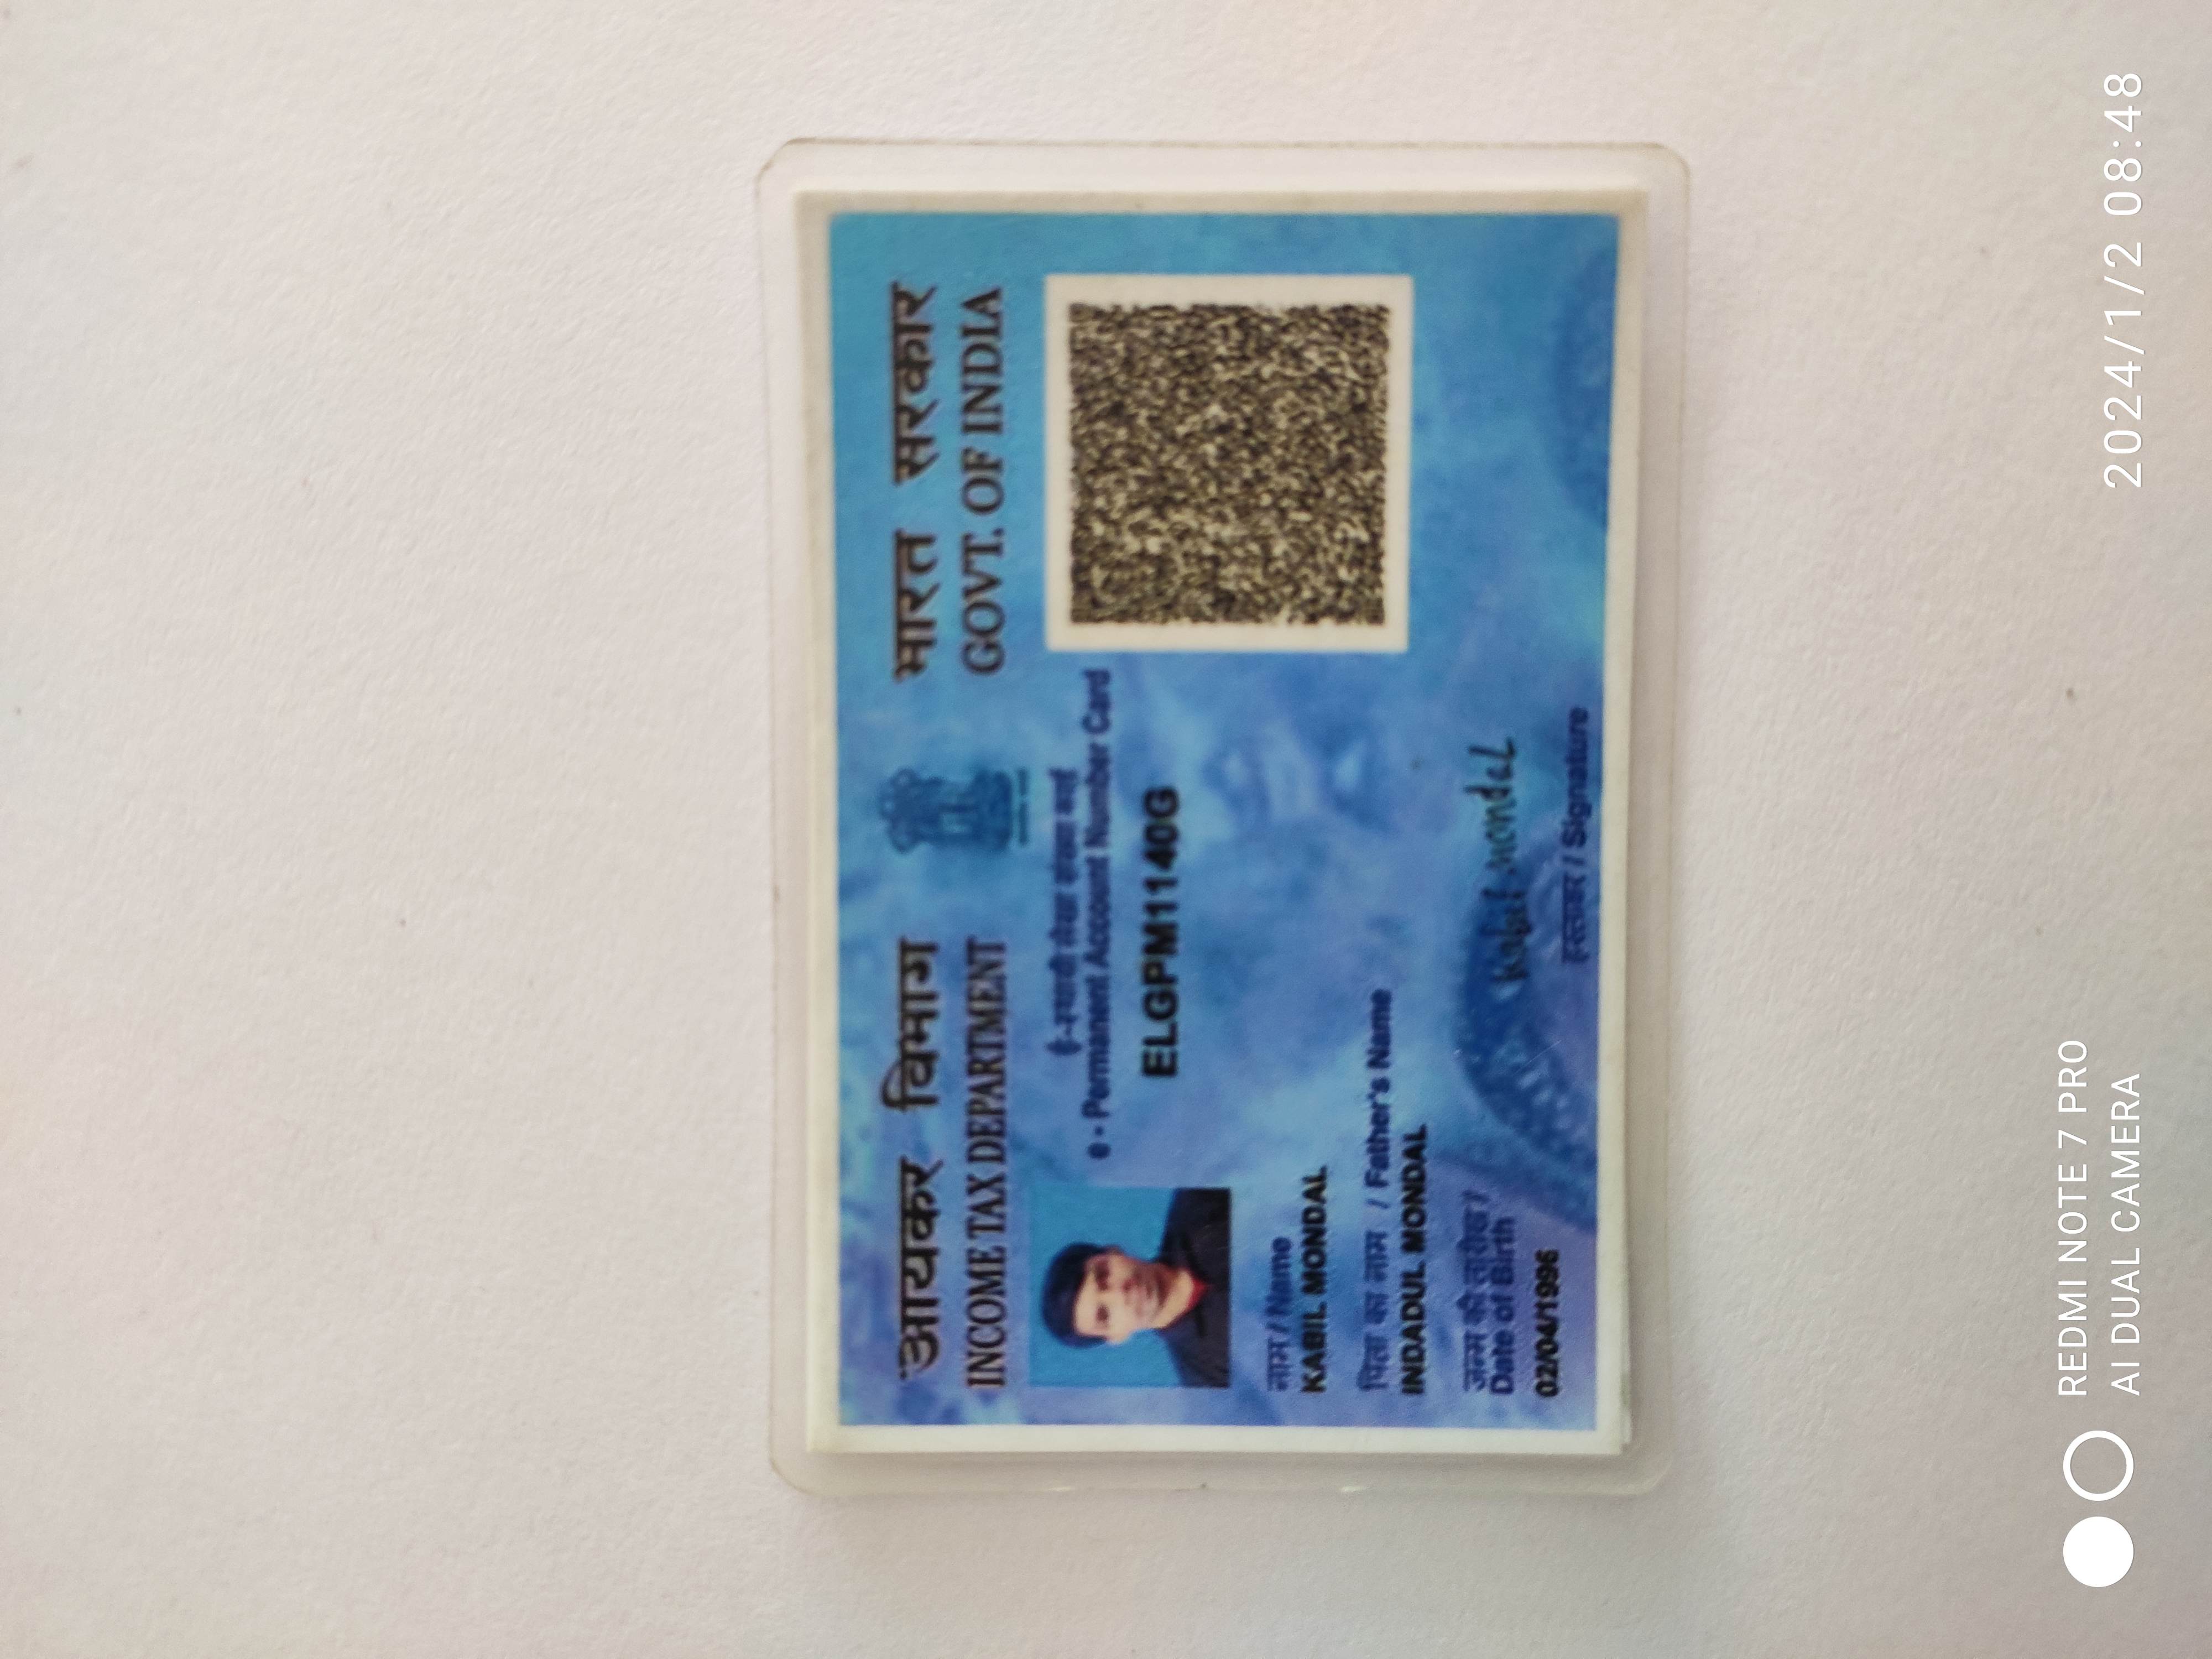 आयकर विभाग
INCOME TAX DEPARTMENT
भारत सरकार
GOVT. OF INDIA
ई-स्थायी लेखा संख्या कार्ड
e - Permanent Account Number Card
ELGPM1140G
नाम / Name
KABIL MONDAL
पिता का नाम / Father's Name
INDADUL MONDAL
जन्म की तारीख /
Date of Birth
02/04/1996
Kabil Mondal
हस्ताक्षर / Signature
REDMI NOTE 7 PRO
AI DUAL CAMERA
2024/1/2 08:48